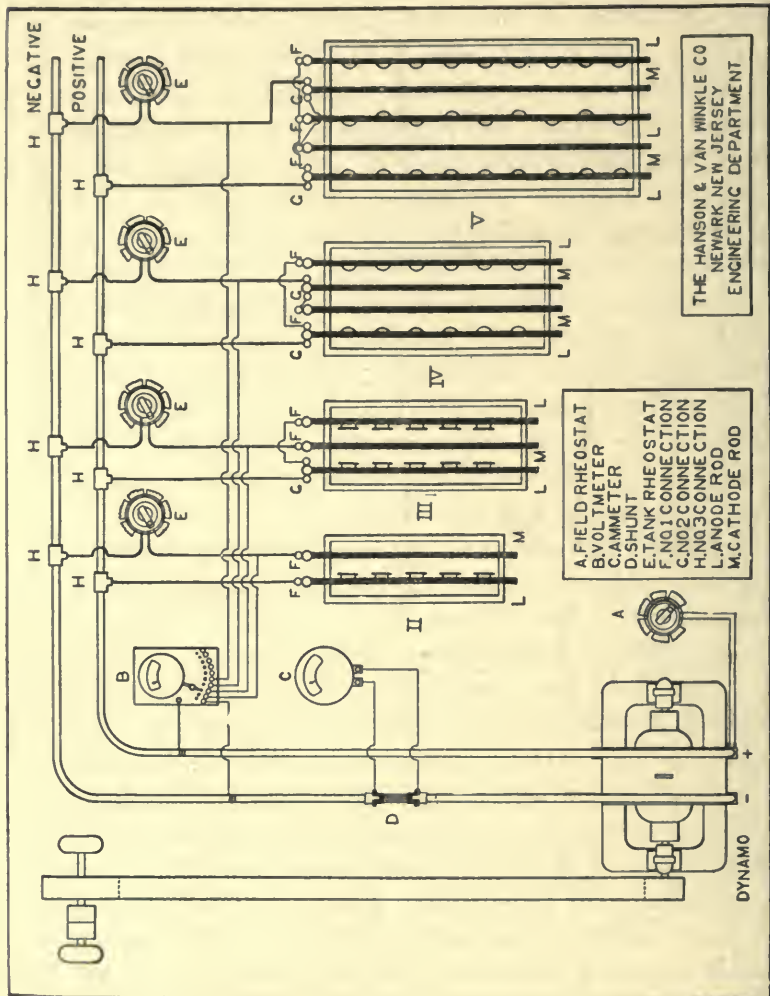 H H H H NEGATIVE
H H H H POSITIVE
B
E E E E
C
F F G F F G F C F G F E C F
D
II III IV V
L M L M L L M M L L M L M L
A
A.FIELD RHEOSTAT
B.VOLTMETER
C.AMMETER
D.SHUNT
E.TANK RHEOSTAT
F.NO1 CONNECTION
G.NO2 CONNECTION
H.NO3 CONNECTION
L.ANODE ROD
M.CATHODE ROD
THE HANSON & VAN WINKLE CO
NEWARK NEW JERSEY
ENGINEERING DEPARTMENT
- +
DYNAMO